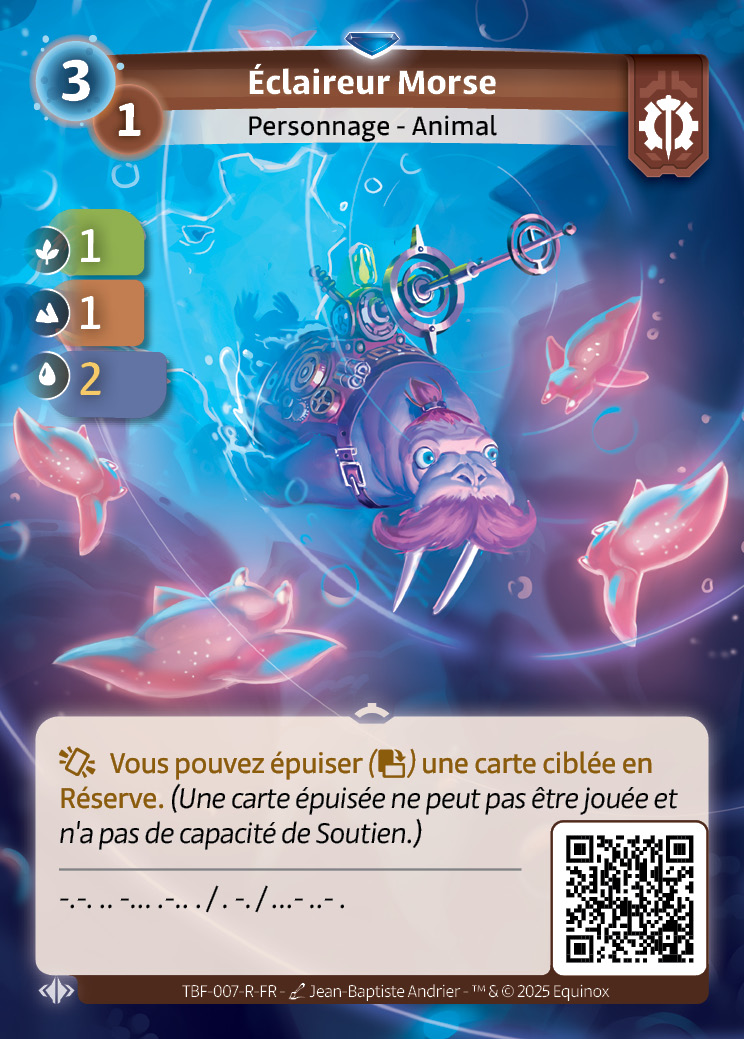 3
Éclaireur Morse
1
Personnage - Animal
1
1
2
Vous pouvez épuiser () une carte ciblée en
Réserve. (Une carte épuisée ne peut pas être jouée et
n'a pas de capacité de Soutien.)
-.-. .. -... .-.. . / . -. / ...- ..- .
TBF-007-R-FR - Jean-Baptiste Andrier - ™ & © 2025 Equinox